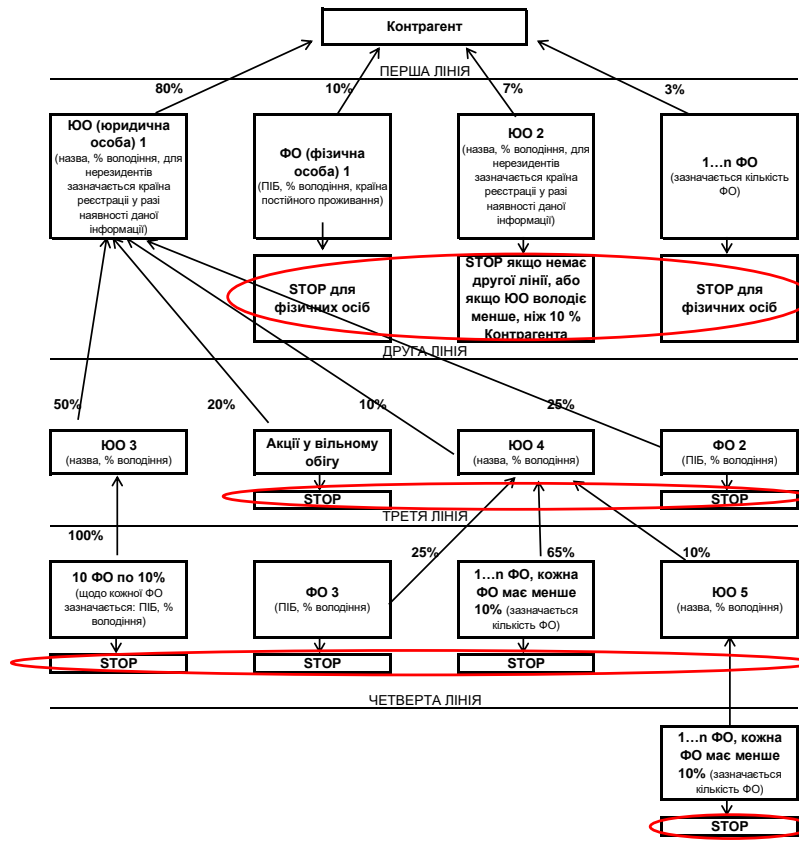 Контрагент
ПЕРША ЛІНІЯ
80%
10%
7%
3%
ЮО (юридична
особа) 1
(назва, % володіння, для
нерезидентів
зазначається країна
реєстрації у разі
наявності даної
інформації)
ФО (фізична
особа) 1
(ПІБ, % володіння, країна
постійного проживання)
ЮО 2
(назва, % володіння, для
нерезидентів
зазначається країна
реєстрації у разі
наявності даної
інформації)
1…n ФО
(зазначається кількість
ФО)
STOP для
фізичних осіб
STOP якщо немає
другої лінії, або
якщо ЮО володіє
менше, ніж 10 %
Контрагента
STOP для
фізичних осіб
ДРУГА ЛІНІЯ
50%
20%
10%
25%
ЮО 3
(назва, % володіння)
Акції у вільному
обігу
ЮО 4
(назва, % володіння)
ФО 2
(ПІБ, % володіння)
STOP
STOP
ТРЕТЯ ЛІНІЯ
100%
25%
65%
10%
10 ФО по 10%
(щодо кожної ФО
зазначається: ПІБ, %
володіння)
ФО 3
(ПІБ, % володіння)
1…n ФО, кожна
ФО має менше
10% (зазначається
кількість ФО)
ЮО 5
(назва, % володіння)
STOP
STOP
STOP
ЧЕТВЕРТА ЛІНІЯ
1…n ФО, кожна
ФО має менше
10% (зазначається
кількість ФО)
STOP